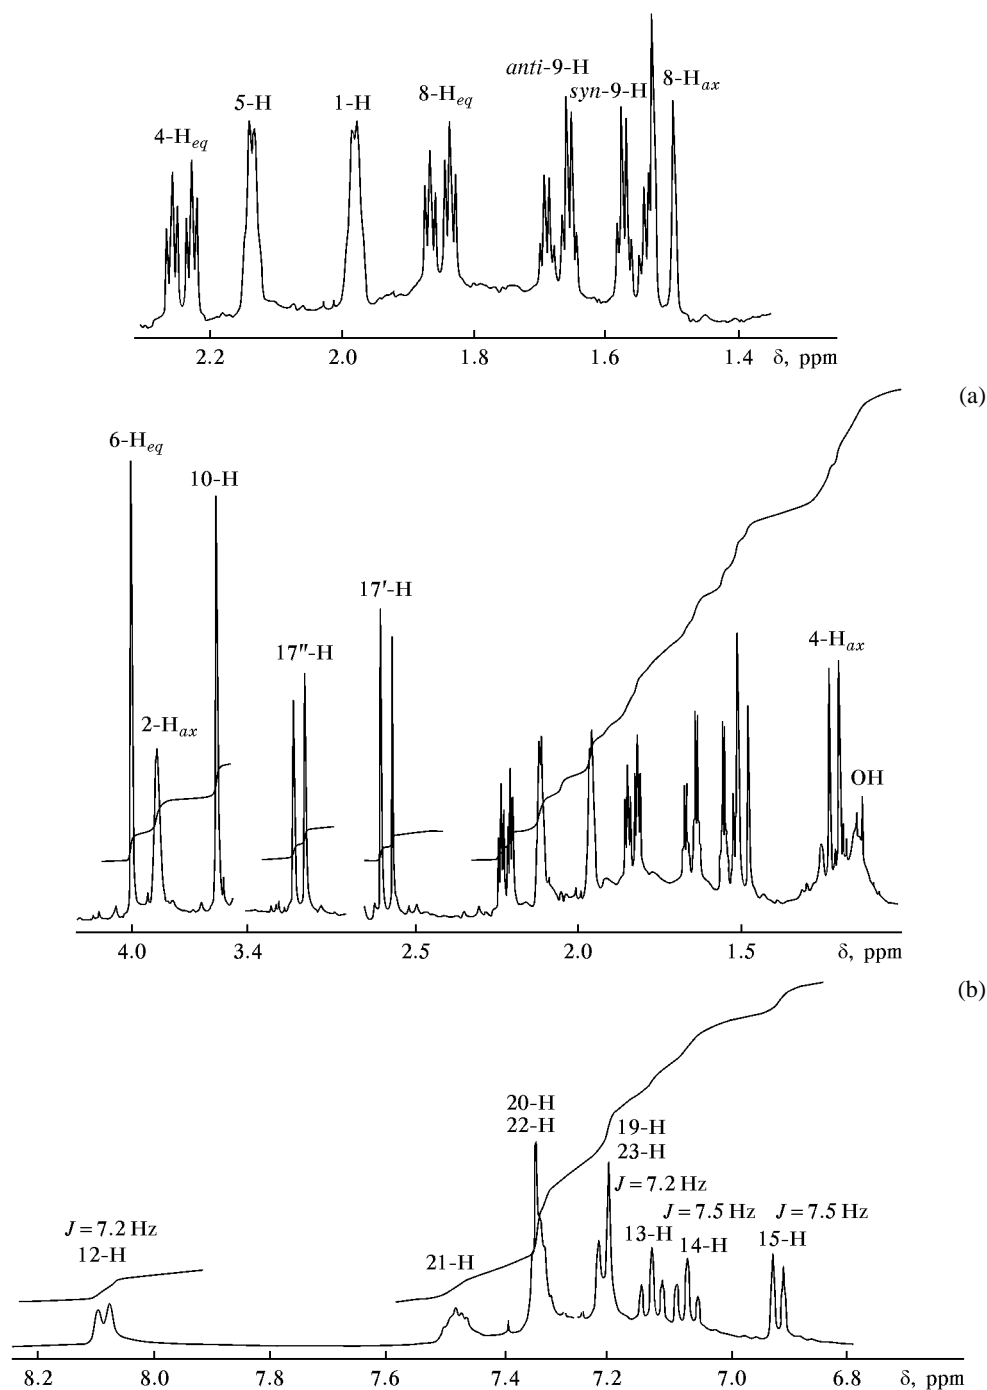 anti-9-H
syn-9-H
8-Hax
8-Heq
5-H
1-H
4-Heq
2.2 2.0 1.8 1.6 1.4 δ, ppm
(a)
6-Heq
10-H
17'-H
17"-H
4-Hax
2-Hax
OH
4.0 3.4 2.5 2.0 1.5 δ, ppm
(b)
20-H
22-H
19-H
23-H
J = 7.2 Hz
J = 7.5 Hz J = 7.5 Hz
J = 7.2 Hz
13-H 14-H 15-H
12-H
21-H
8.2 8.0 7.8 7.6 7.4 7.2 7.0 6.8 δ, ppm